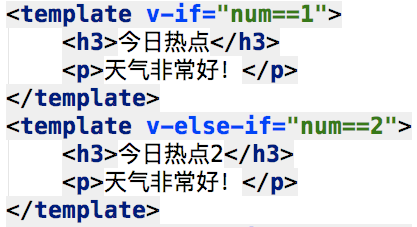 <template v-if="num==1">
<h3>今日热点</h3>
<p>天气非常好！</p>
</template>
<template v-else-if="num==2">
<h3>今日热点2</h3>
<p>天气非常好！</p>
</template>